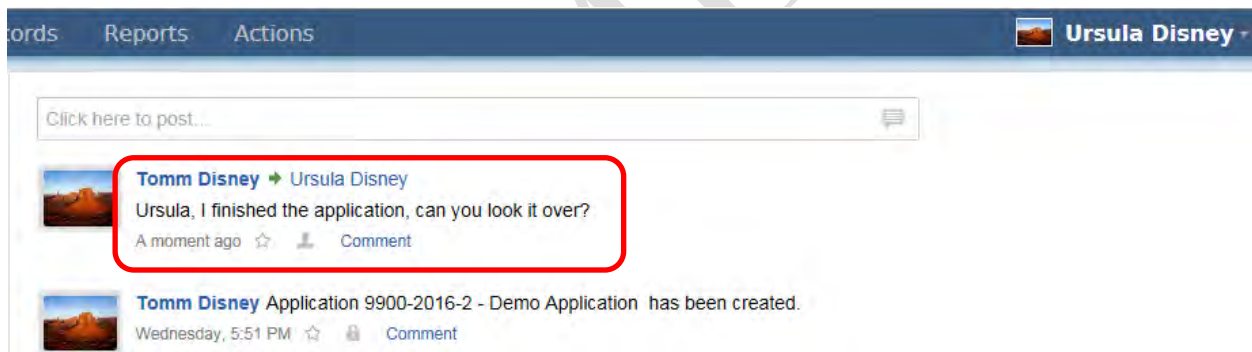 Reports Actions Ursula Disney
Click here to post...
Tomm Disney Ursula Disney
Ursula, I finished the application, can you look it over?
A moment ago Comment
Tomm Disney Application 9900-2016-2 - Demo Application has been created.
Wednesday, 5:51 PM Comment